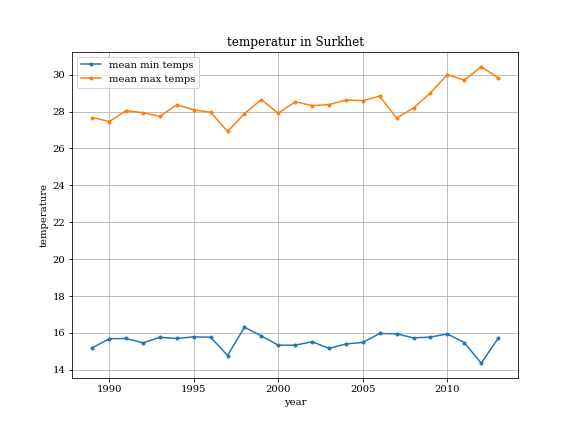 temperatur in Surkhet
mean min temps
mean max temps
temperature
30
28
26
24
22
20
18
16
14
1990
1995
2000
2005
2010
year